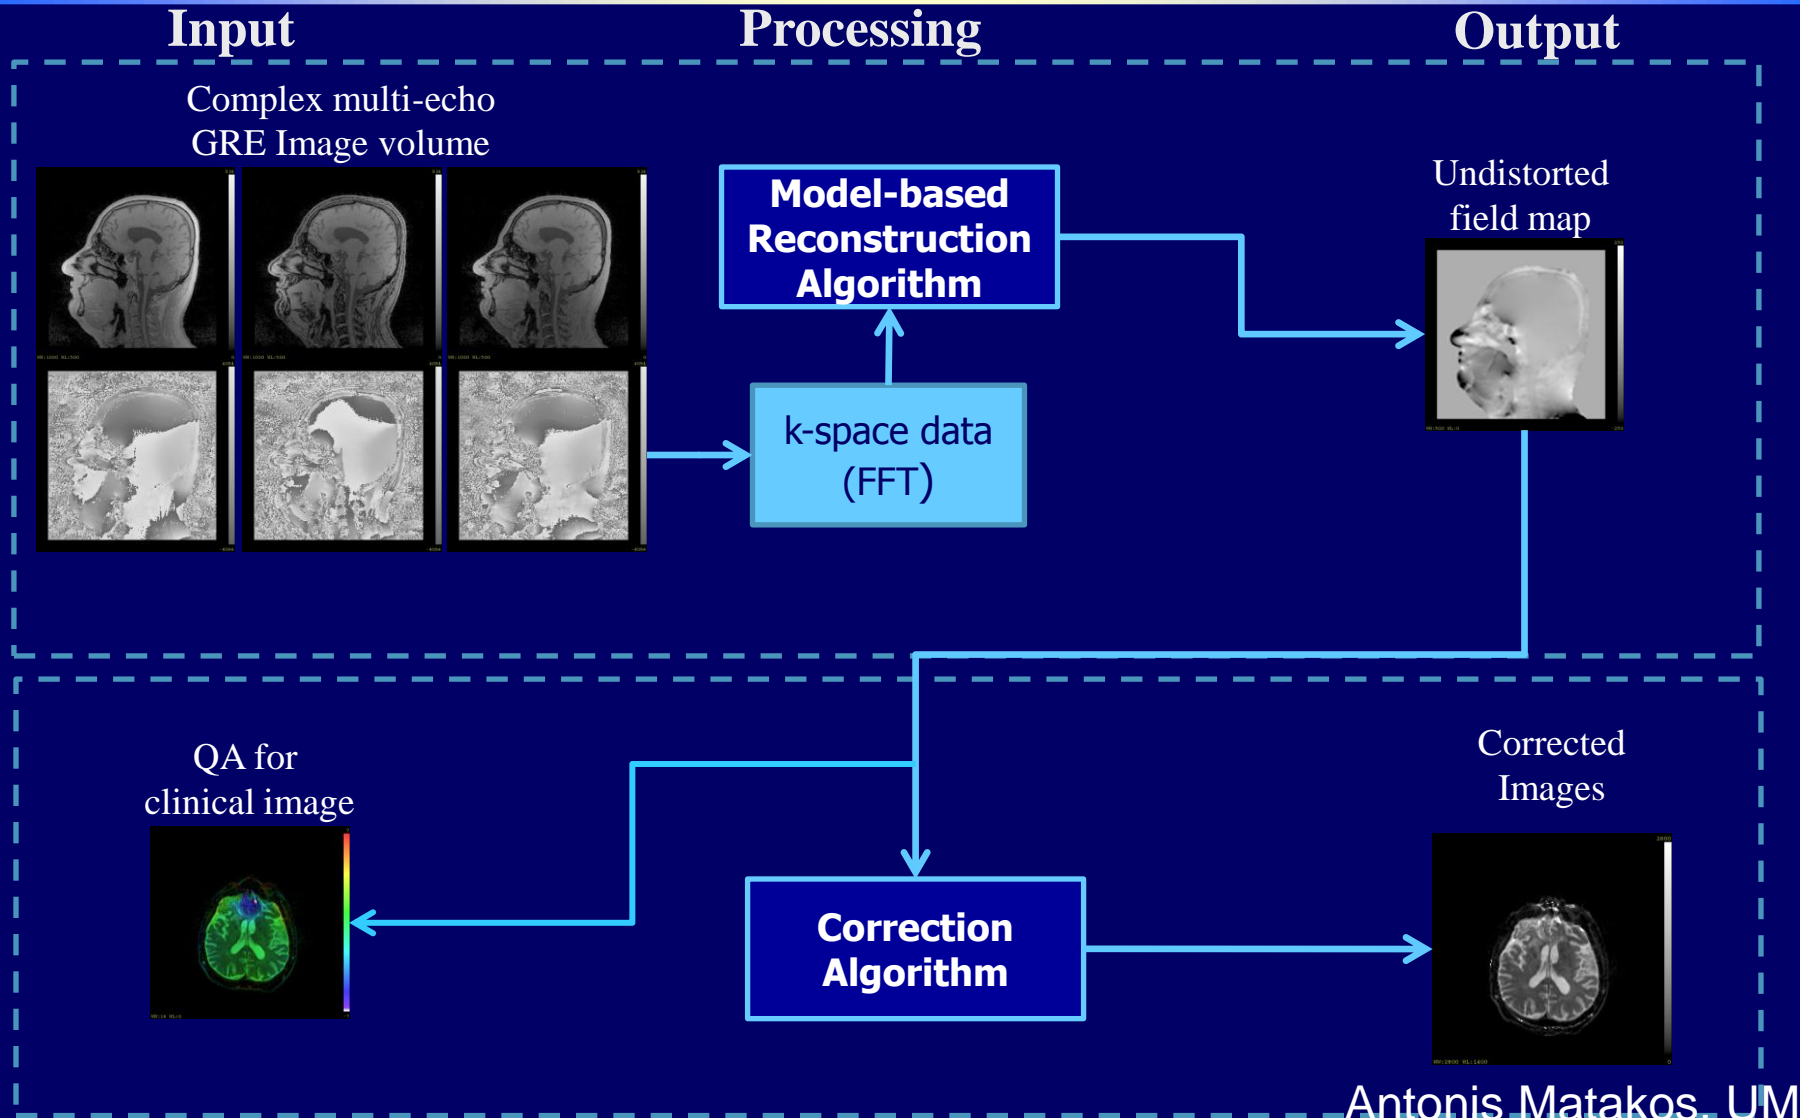 Input
Processing
Output
Complex multi-echo
GRE Image volume
Model-based
Reconstruction
Algorithm
Undistorted
field map
k-space data
(FFT)
QA for
clinical image
Correction
Algorithm
Corrected
Images
Antonis Matakos, UM